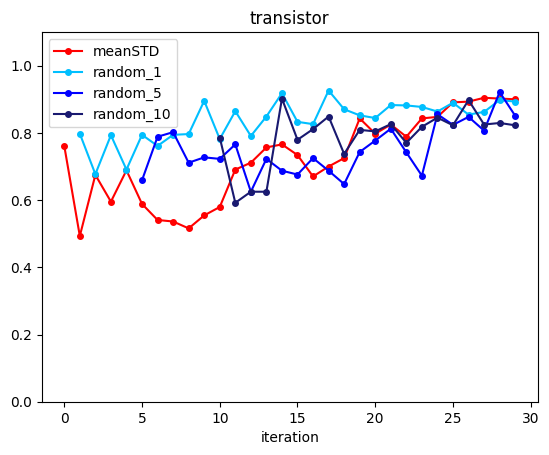 transistor
meanSTD
random_1
random_5
random_10
1.0
0.8
0.6
0.4
0.2
0.0
0 5 10 15 20 25 30
iteration